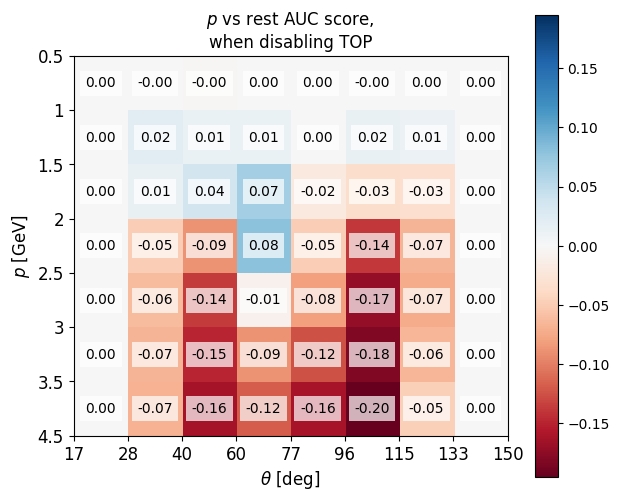 p vs rest AUC score,
when disabling TOP
0.5
0.00 -0.00 -0.00 0.00 0.00 -0.00 0.00 0.00
1
0.00 0.02 0.01 0.01 0.00 0.02 0.01 0.00
1.5
0.00 0.01 0.04 0.07 -0.02 -0.03 -0.03 0.00
2
0.00 -0.05 -0.09 0.08 -0.05 -0.14 -0.07 0.00
2.5
0.00 -0.06 -0.14 -0.01 -0.08 -0.17 -0.07 0.00
3
0.00 -0.07 -0.15 -0.09 -0.12 -0.18 -0.06 0.00
3.5
0.00 -0.07 -0.16 -0.12 -0.16 -0.20 -0.05 0.00
4.5
p [GeV]
17 28 40 60 77 96 115 133 150
θ [deg]
0.15
0.10
0.05
0.00
−0.05
−0.10
−0.15